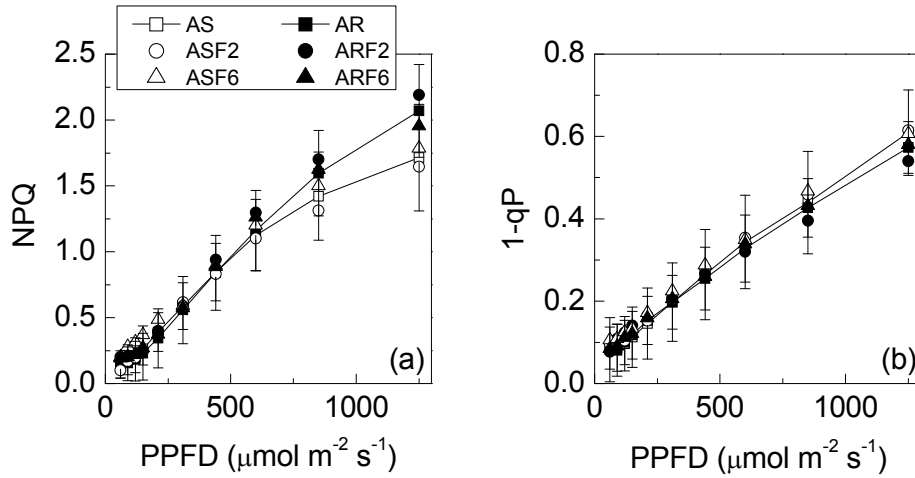 AS AR
ASF2 ARF2
ASF6 ARF6
2.5
2.0
1.5
1.0
0.5
0.0
NPQ
(a)
0 500 1000
PPFD (μmol m⁻² s⁻¹)
0.8
0.6
0.4
0.2
0.0
1-qP
(b)
0 500 1000
PPFD (μmol m⁻² s⁻¹)